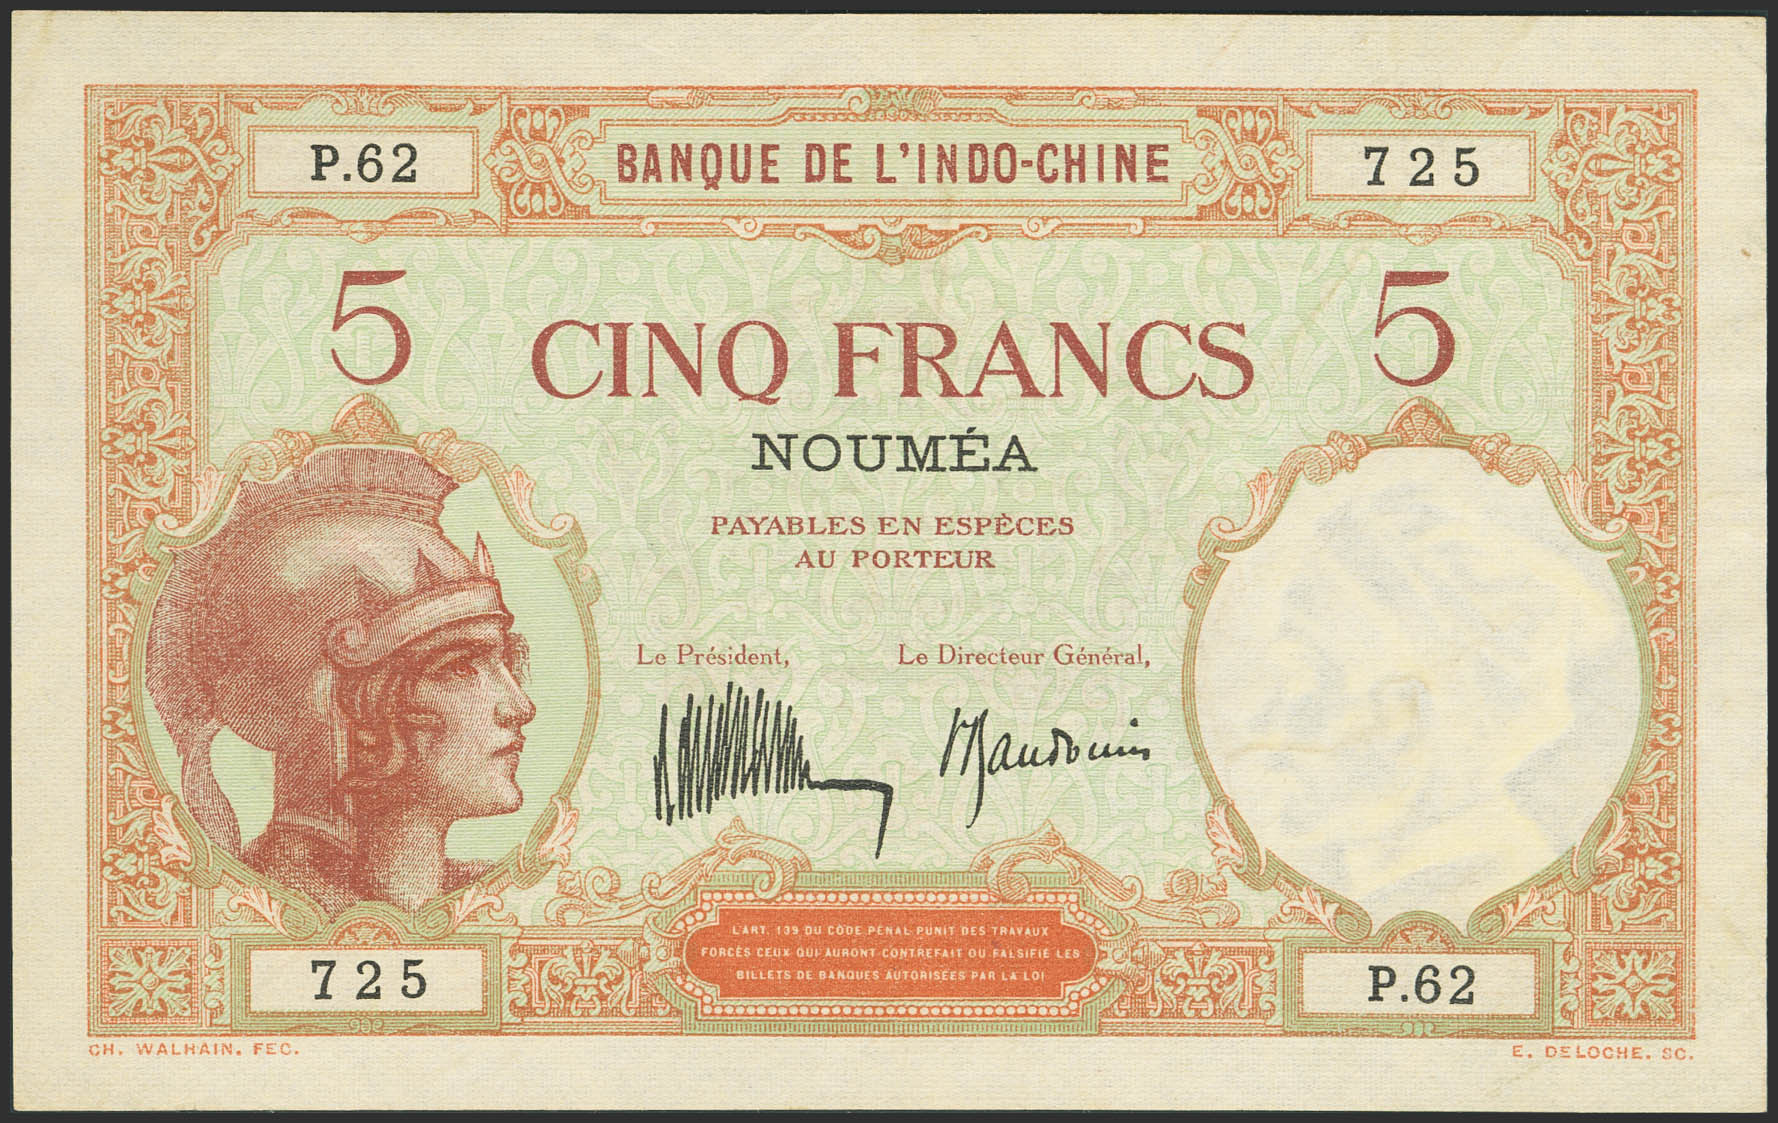 P.62 BANQUE DE L'INDO-CHINE 725
5 CINQ FRANCS 5
NOUMÉA
PAYABLES EN ESPÈCES
AU PORTEUR
Le Président, Le Directeur Général,
L'ART. 139 DU CODE PÉNAL PUNIT DES TRAVAUX
FORCÉS CEUX QUI AURONT CONTREFAIT OU FALSIFIÉ LES
BILLETS DE BANQUES AUTORISÉES PAR LA LOI
725 P.62
CH. WALHAIN. FEC. E. DELOCHE. SC.